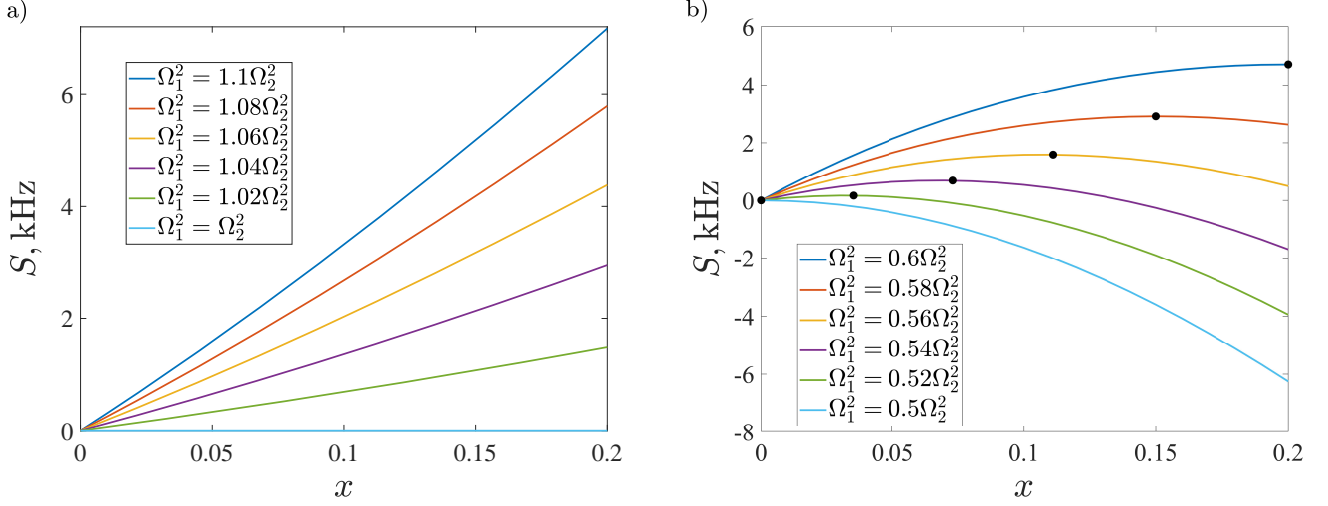 a)
S, kHz
6
4
2
0
Ω₁² = 1.1Ω₂²
Ω₁² = 1.08Ω₂²
Ω₁² = 1.06Ω₂²
Ω₁² = 1.04Ω₂²
Ω₁² = 1.02Ω₂²
Ω₁² = Ω₂²
0 0.05 0.1 0.15 0.2
x
b)
S, kHz
6
4
2
0
-2
-4
-6
-8
Ω₁² = 0.6Ω₂²
Ω₁² = 0.58Ω₂²
Ω₁² = 0.56Ω₂²
Ω₁² = 0.54Ω₂²
Ω₁² = 0.52Ω₂²
Ω₁² = 0.5Ω₂²
0 0.05 0.1 0.15 0.2
x